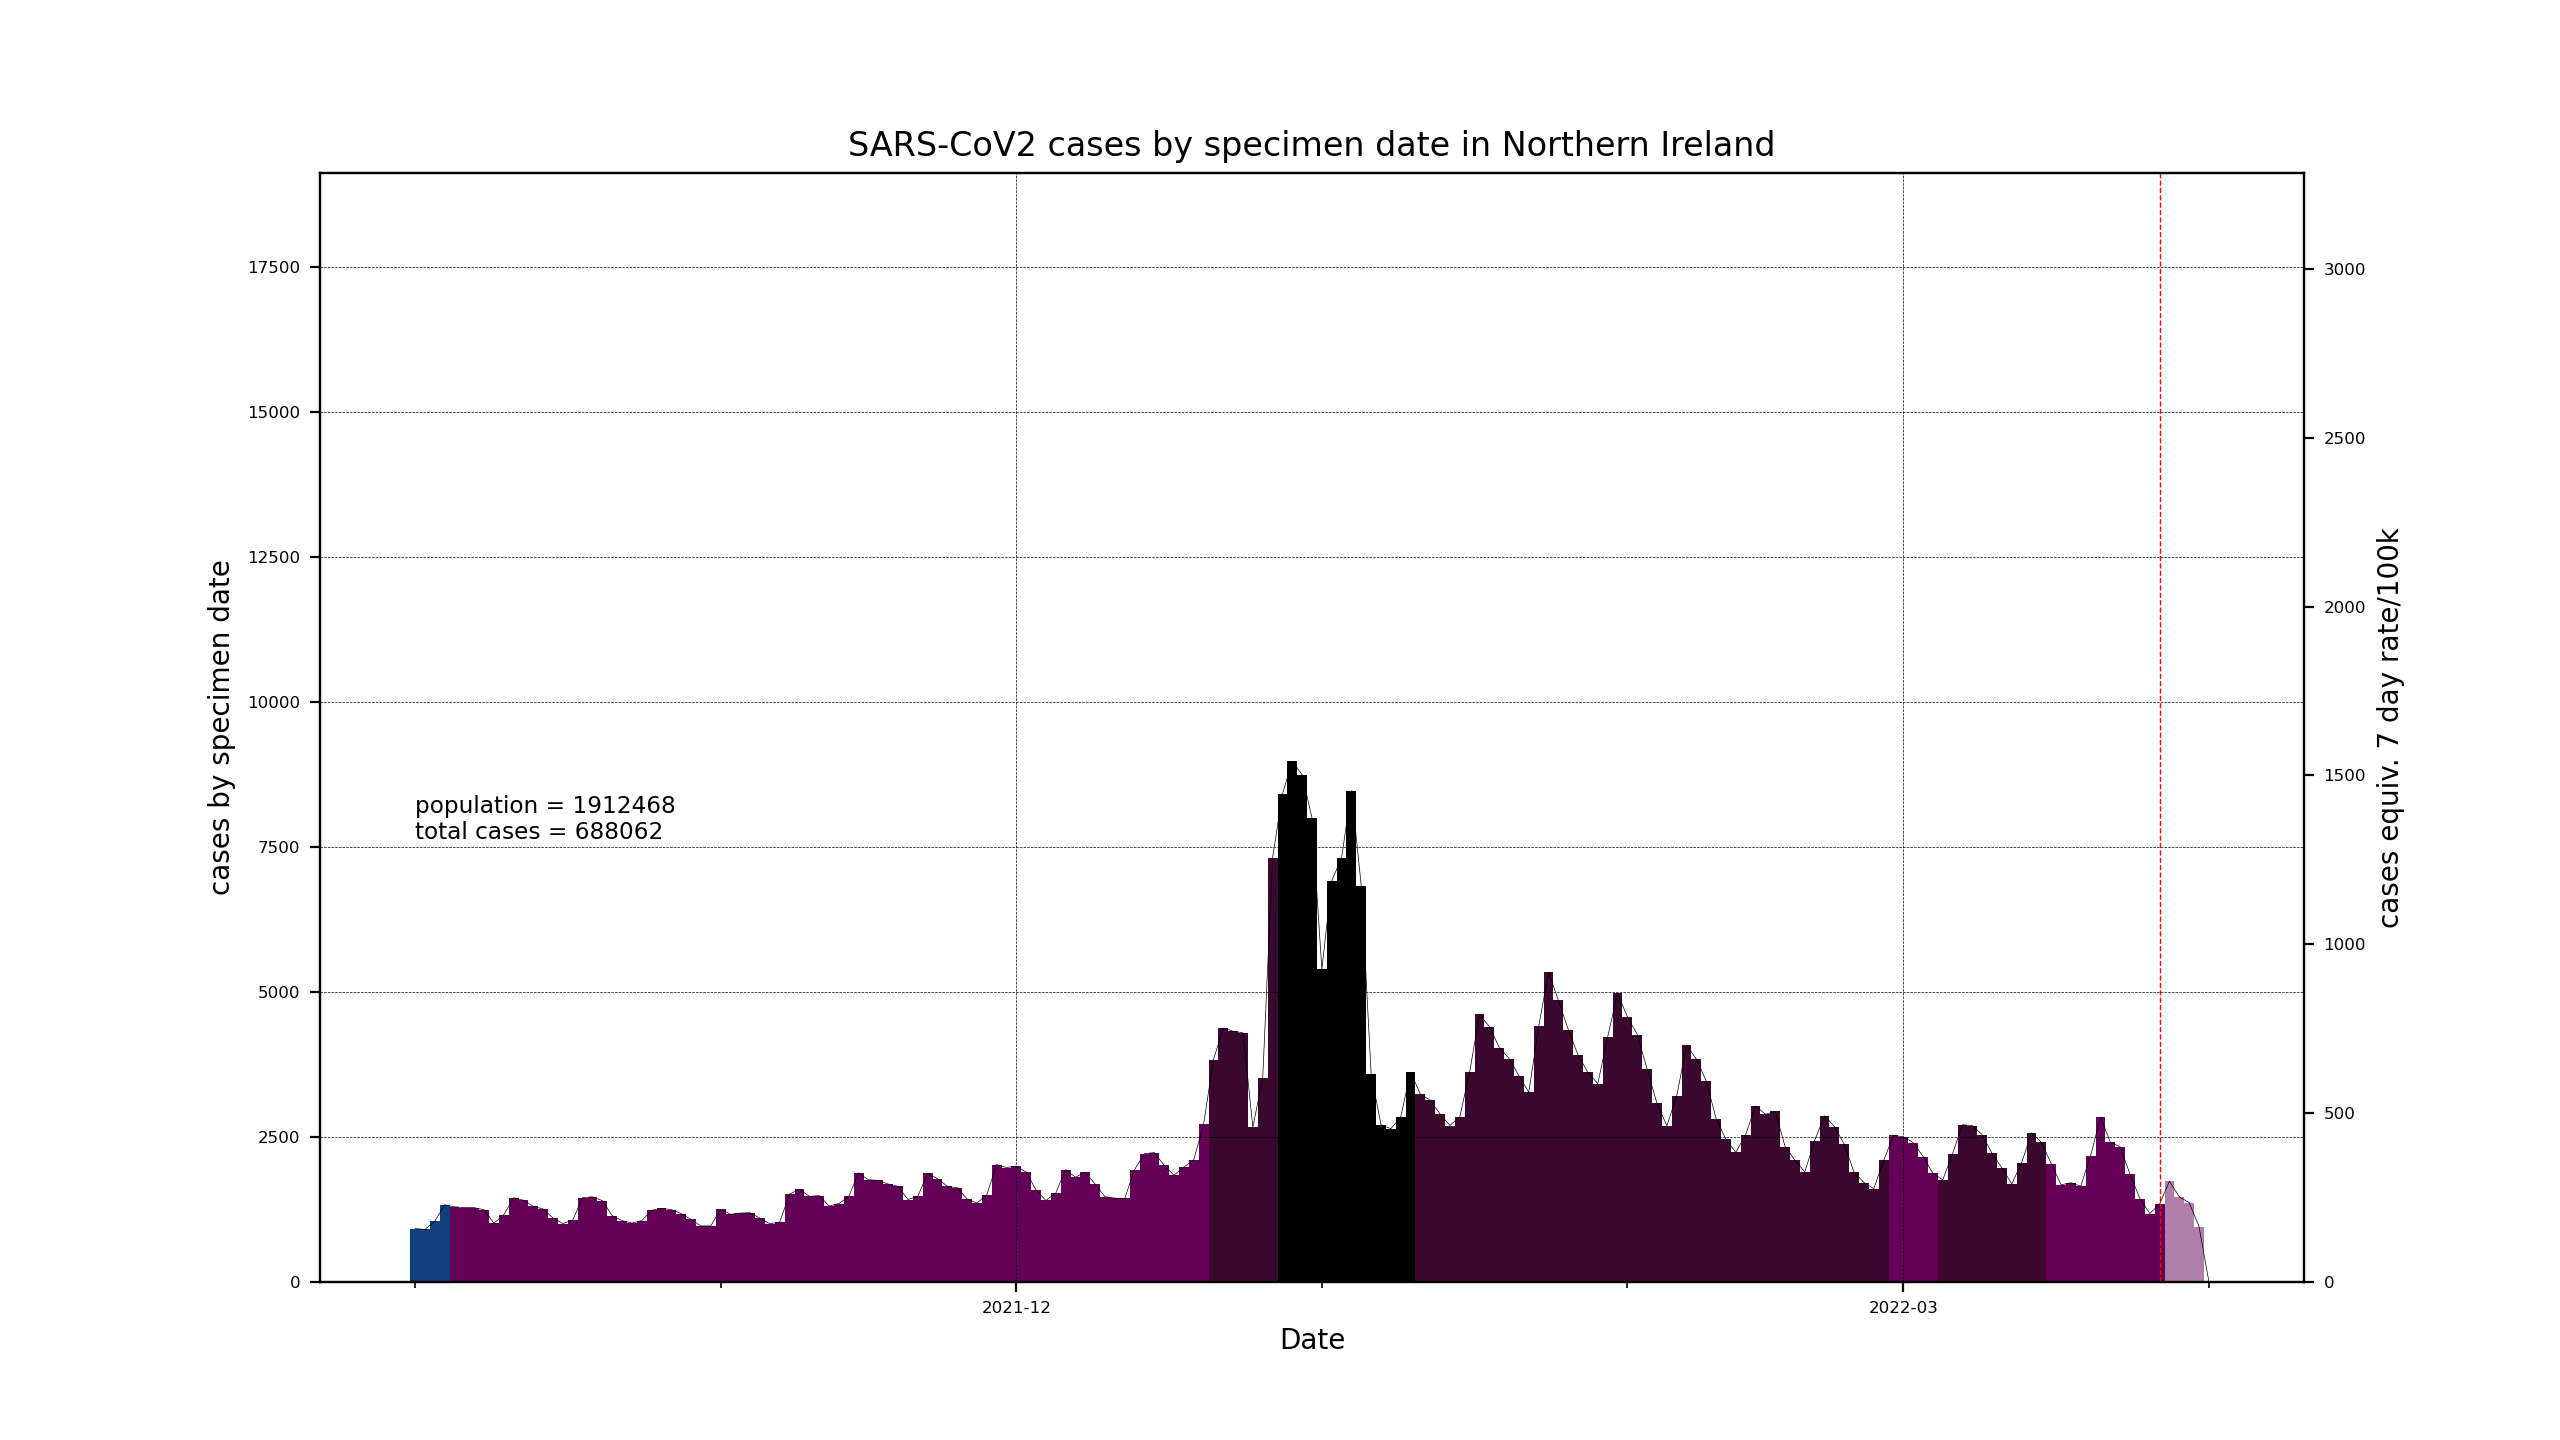 SARS-CoV2 cases by specimen date in Northern Ireland
cases by specimen date
17500
15000
12500
10000
7500
5000
2500
0
population = 1912468
total cases = 688062
3000
2500
2000
1500
1000
500
0
cases equiv. 7 day rate/100k
2021-12
2022-03
Date